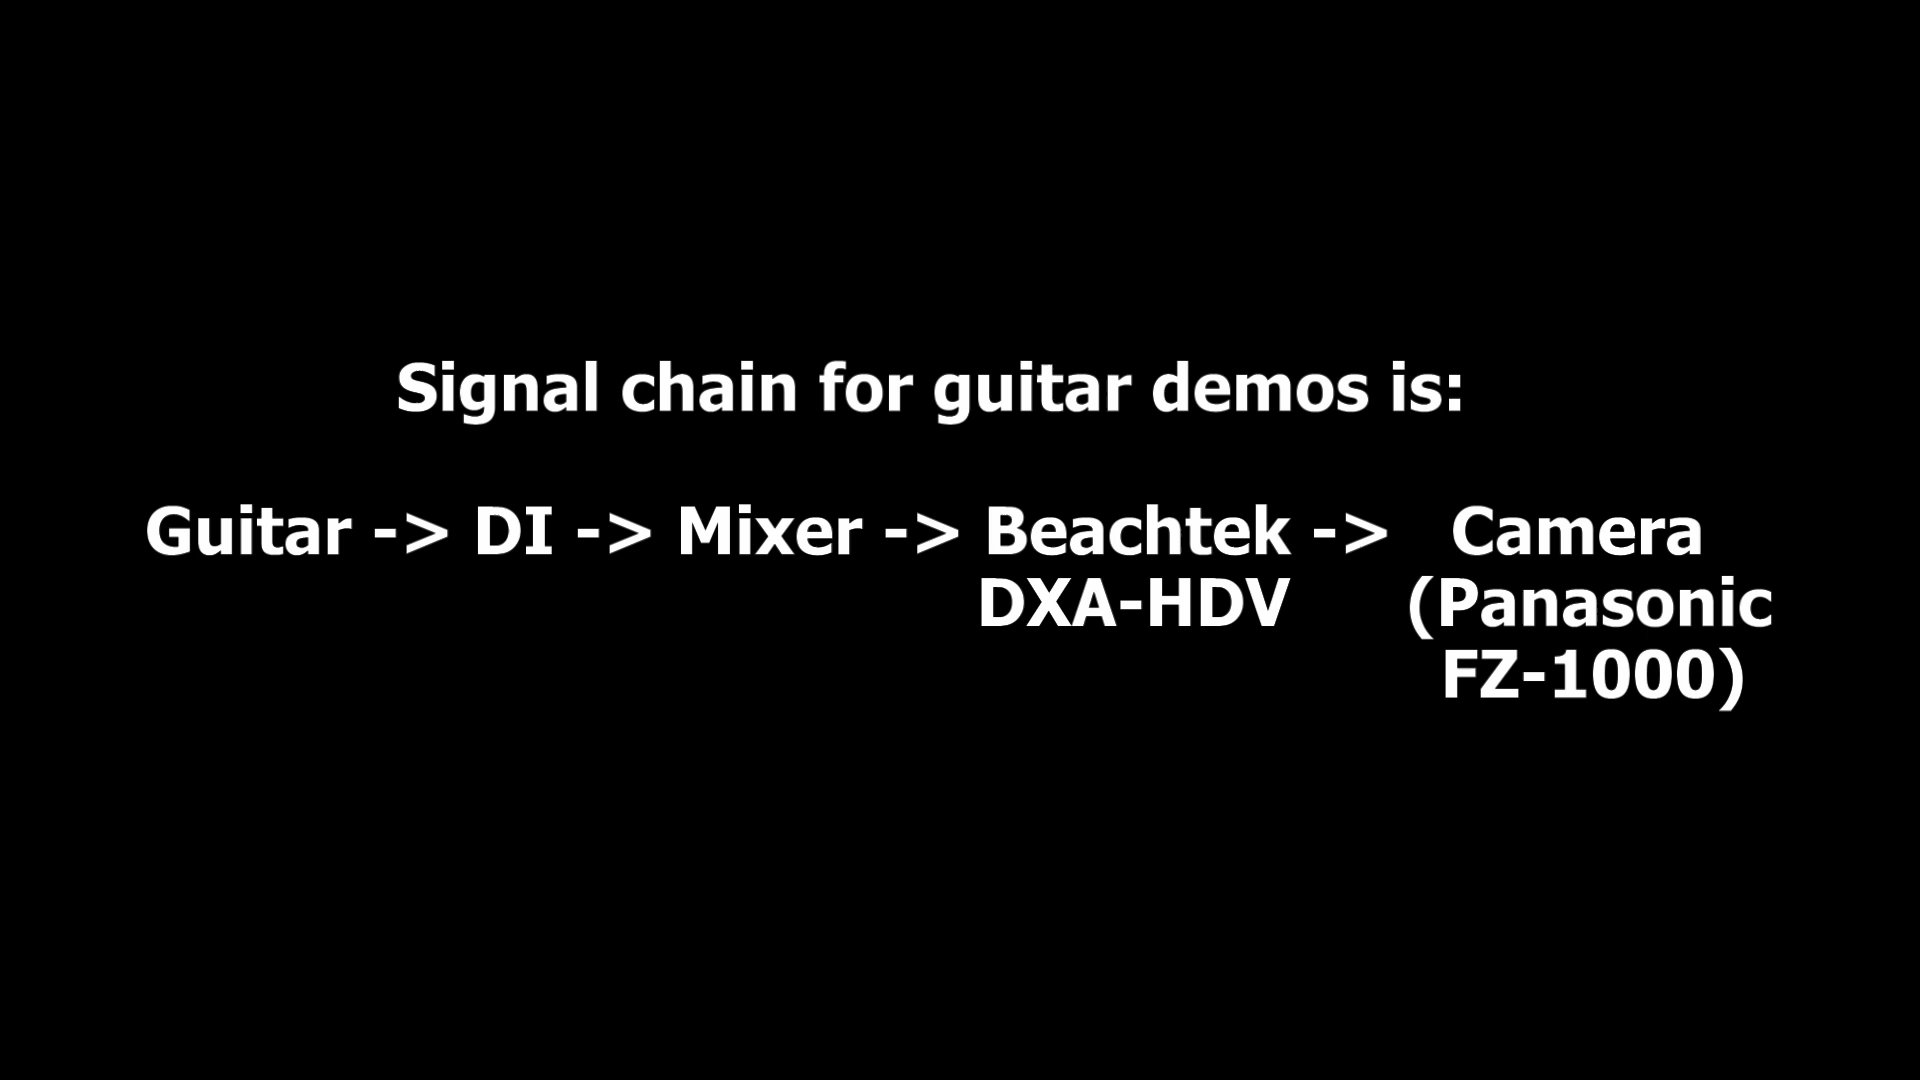 Signal chain for guitar demos is:
Guitar -> DI -> Mixer -> Beachtek -> Camera
DXA-HDV (Panasonic
FZ-1000)